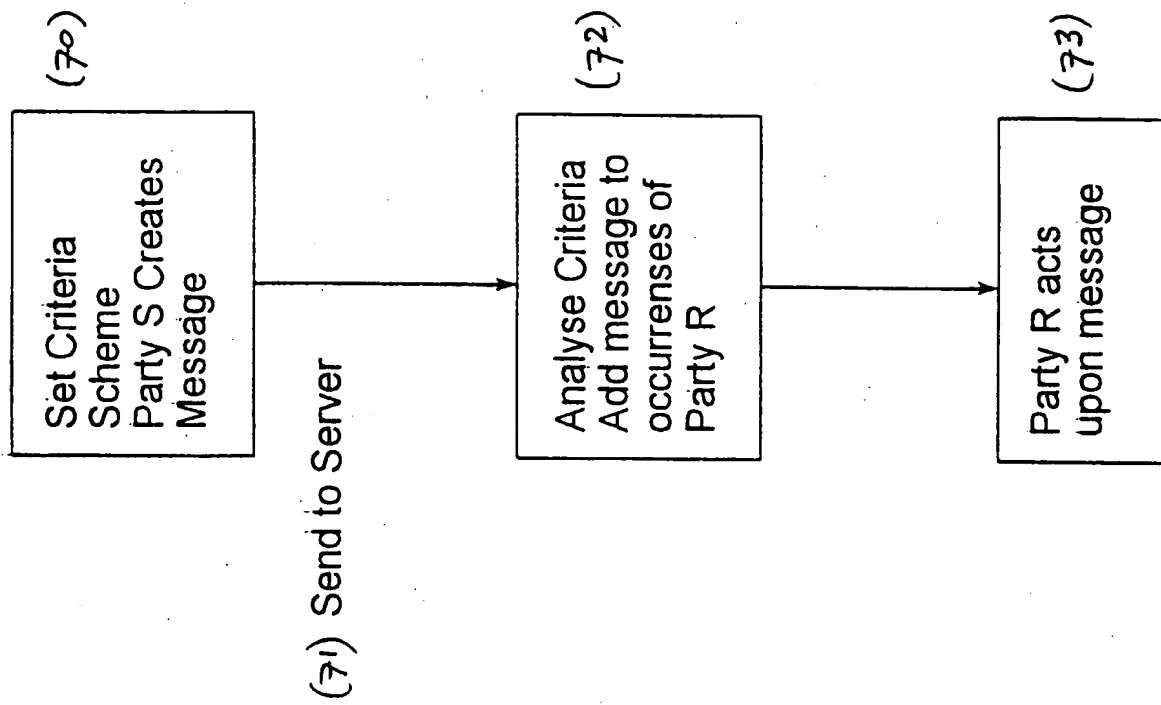 Set Criteria
Scheme
Party S Creates
Message
(70)
(71) Send to Server
Analyse Criteria
Add message to
occurrenses of
Party R
(72)
Party R acts
upon message
(73)